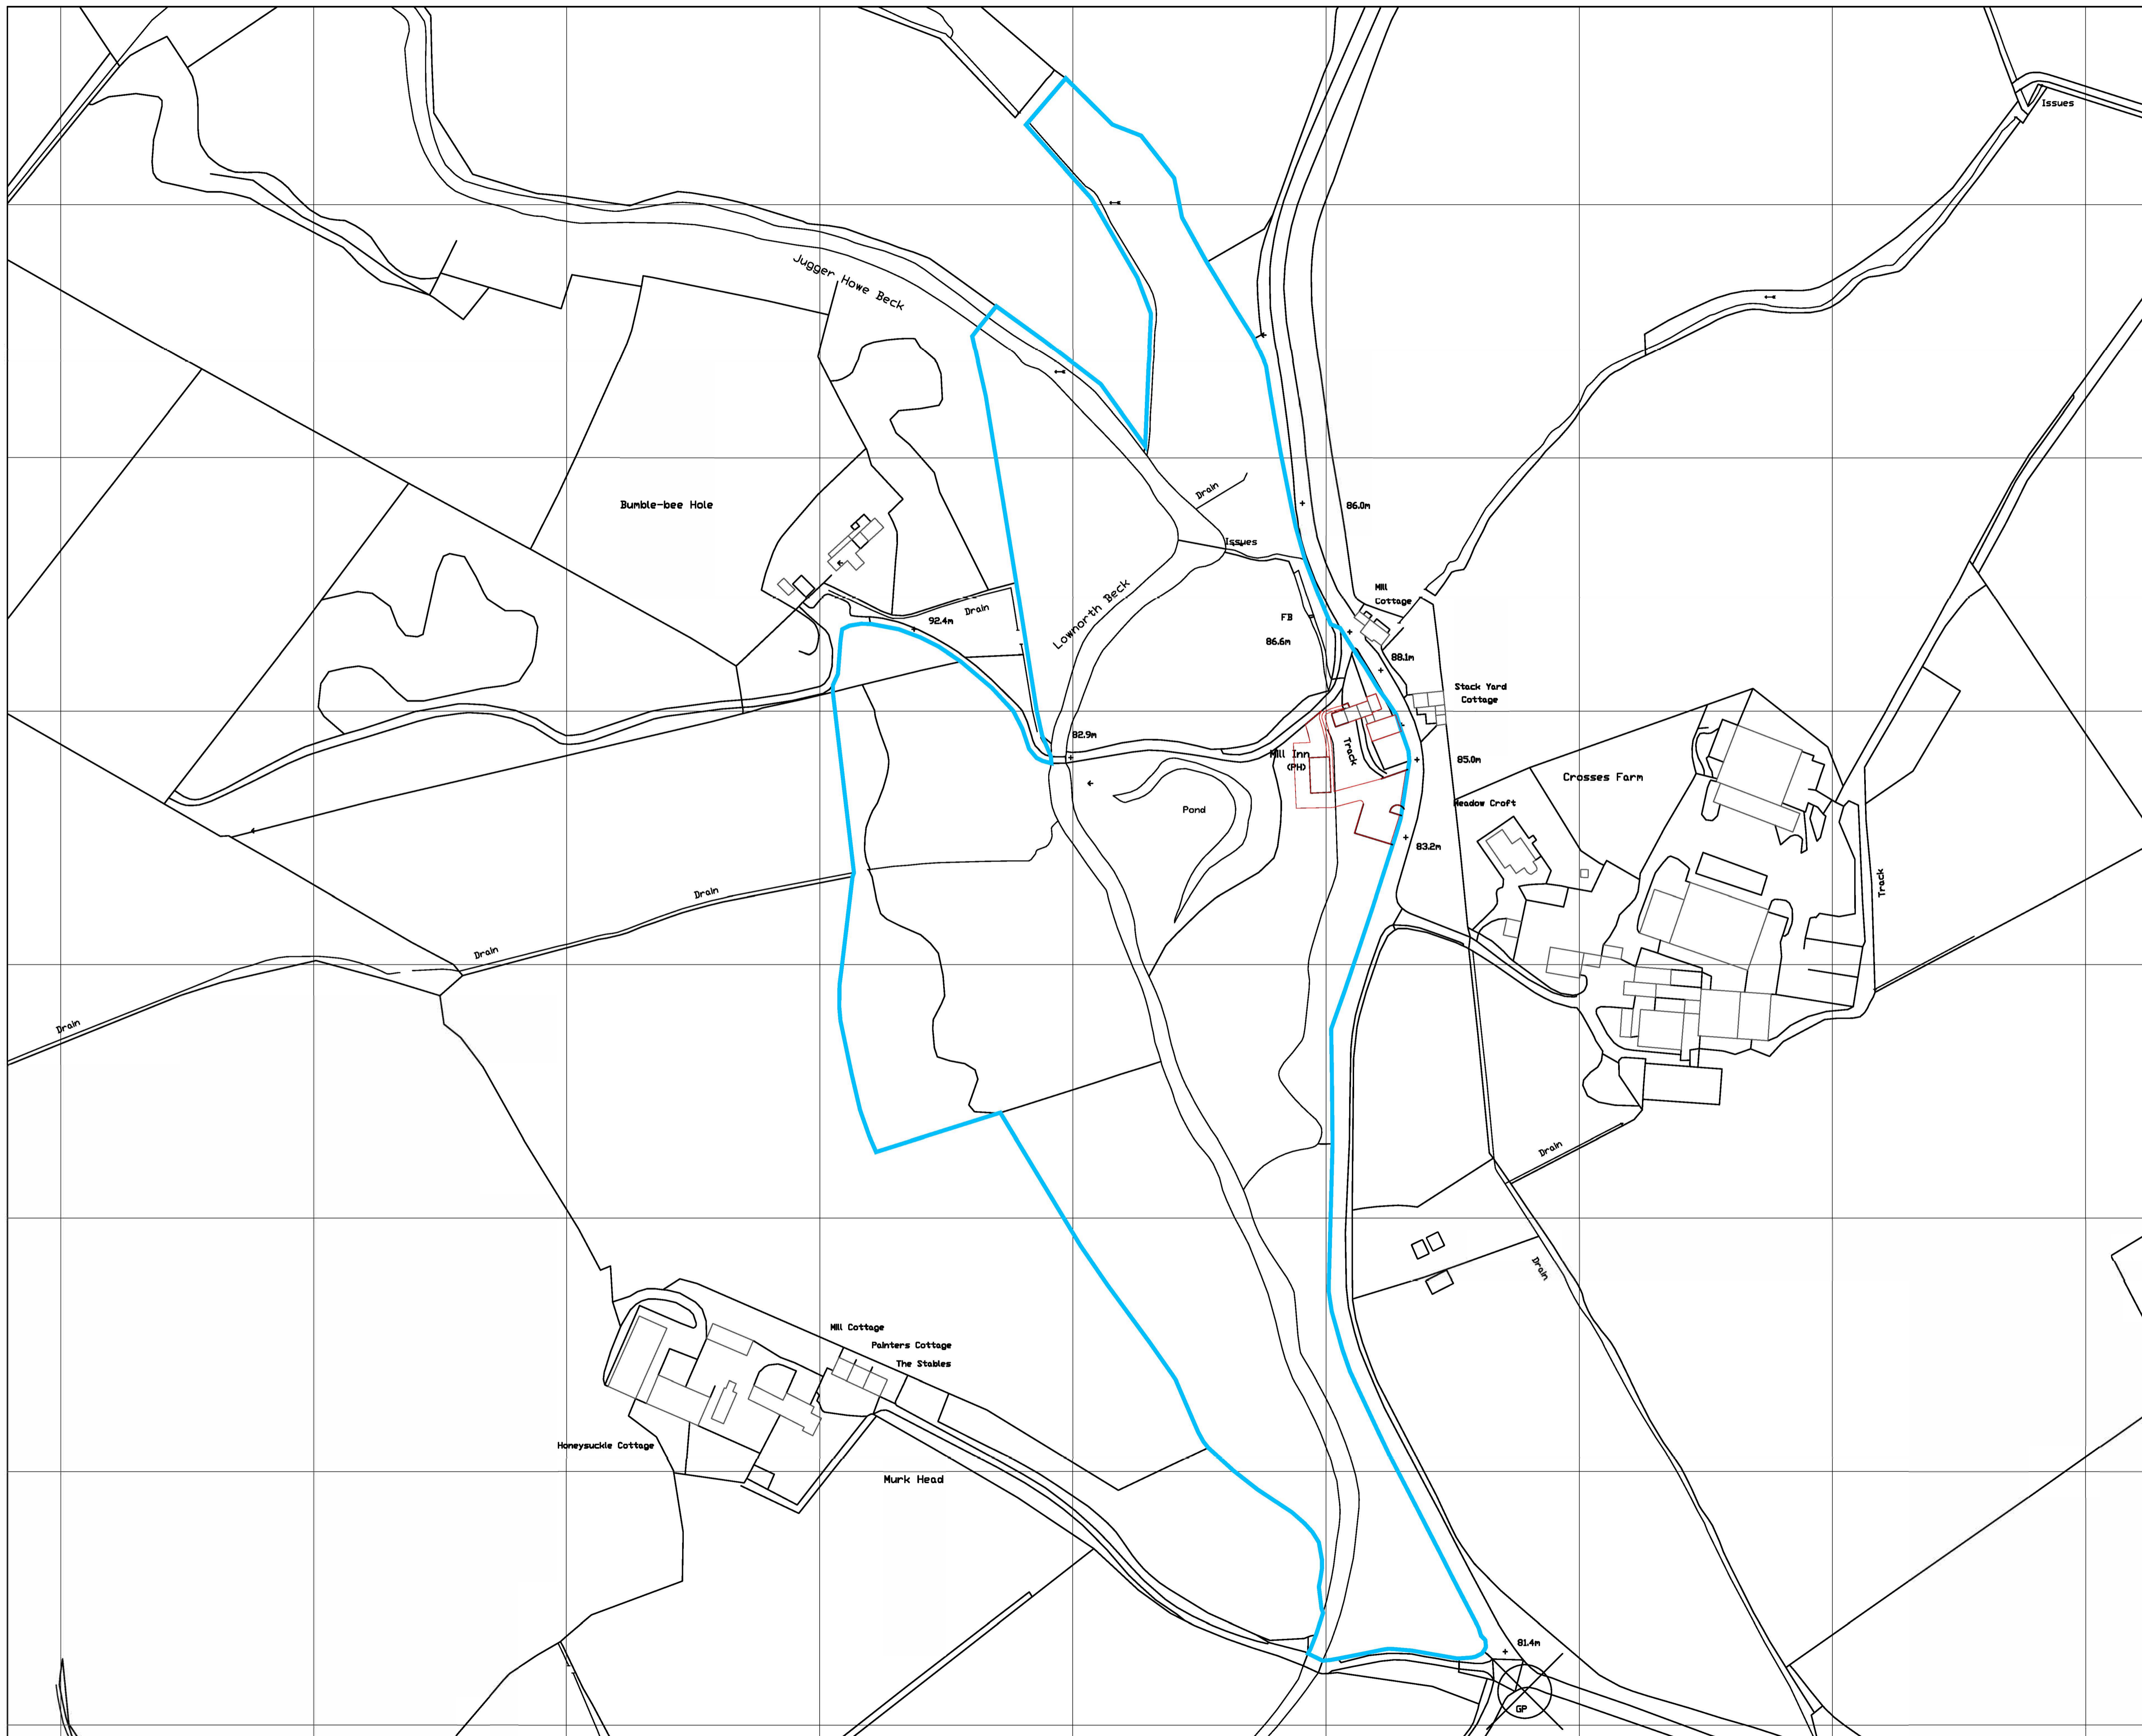 Issues
Jugger Howe Beck
Bumble-bee Hole
Drain
86.0m
Issues
Mill
Cottage
Lownorth Beck
Drain
92.4m
FB
86.6m
88.1m
Stack Yard
Cottage
82.9m
Mill Inn
(PH)
Track
85.0m
Crosses Farm
Meadow Croft
Pond
83.2m
Track
Drain
Drain
Drain
Drain
Drain
Mill Cottage
Painters Cottage
The Stables
Honeysuckle Cottage
Murk Head
81.4m
GP